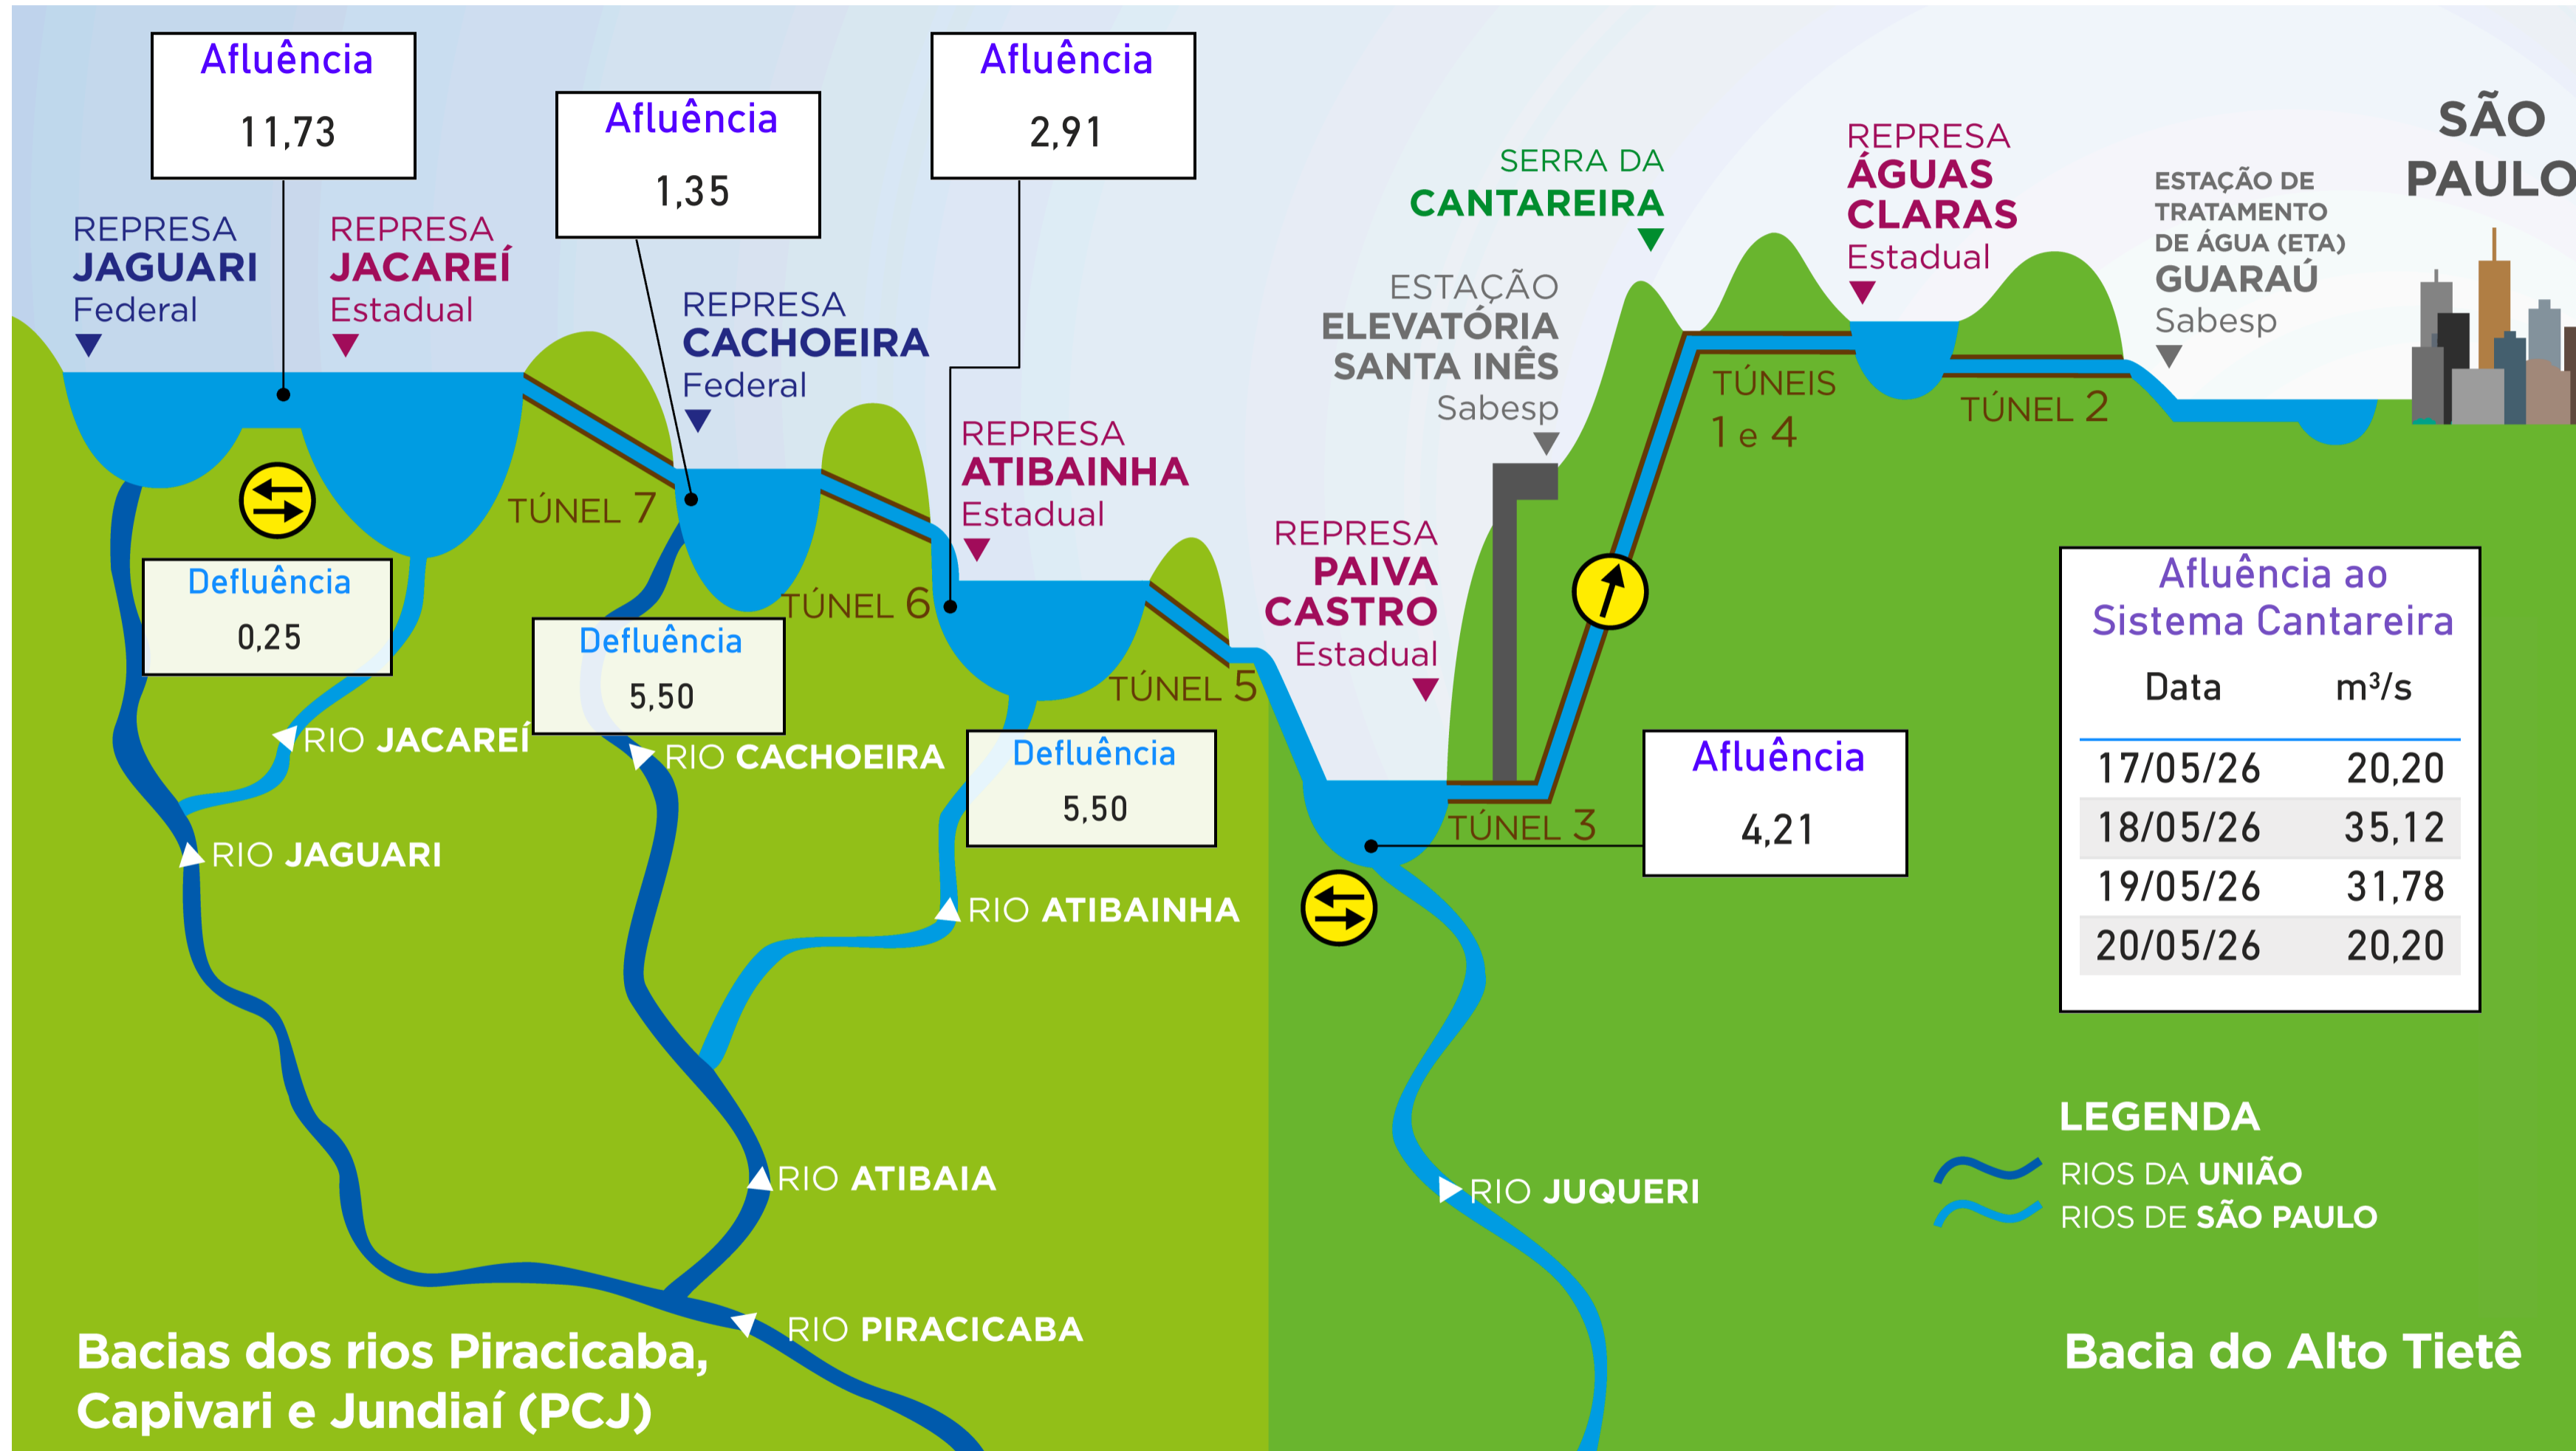 Afluência
11,73
Afluência
1,35
Afluência
2,91
REPRESA
JAGUARI
Federal
REPRESA
JACAREÍ
Estadual
REPRESA
CACHOEIRA
Federal
REPRESA
ATIBAINHA
Estadual
SERRA DA
CANTAREIRA
ESTAÇÃO
ELEVATÓRIA
SANTA INÊS
Sabesp
REPRESA
ÁGUAS
CLARAS
Estadual
ESTAÇÃO DE
TRATAMENTO
DE ÁGUA (ETA)
GUARAÚ
Sabesp
SÃO
PAULO
TÚNEL 7
TÚNEL 6
TÚNEL 5
REPRESA
PAIVA
CASTRO
Estadual
TÚNEL 3
TÚNEIS
1 e 4
TÚNEL 2
Defluência
0,25
Defluência
5,50
Defluência
5,50
Afluência
4,21
Afluência ao
Sistema Cantareira
Data m³/s
17/05/26 20,20
18/05/26 35,12
19/05/26 31,78
20/05/26 20,20
RIO JACAREÍ
RIO CACHOEIRA
RIO JAGUARI
RIO ATIBAINHA
RIO ATIBAIA
RIO JUQUERI
RIO PIRACICABA
LEGENDA
RIOS DA UNIÃO
RIOS DE SÃO PAULO
Bacias dos rios Piracicaba,
Capivari e Jundiaí (PCJ)
Bacia do Alto Tietê